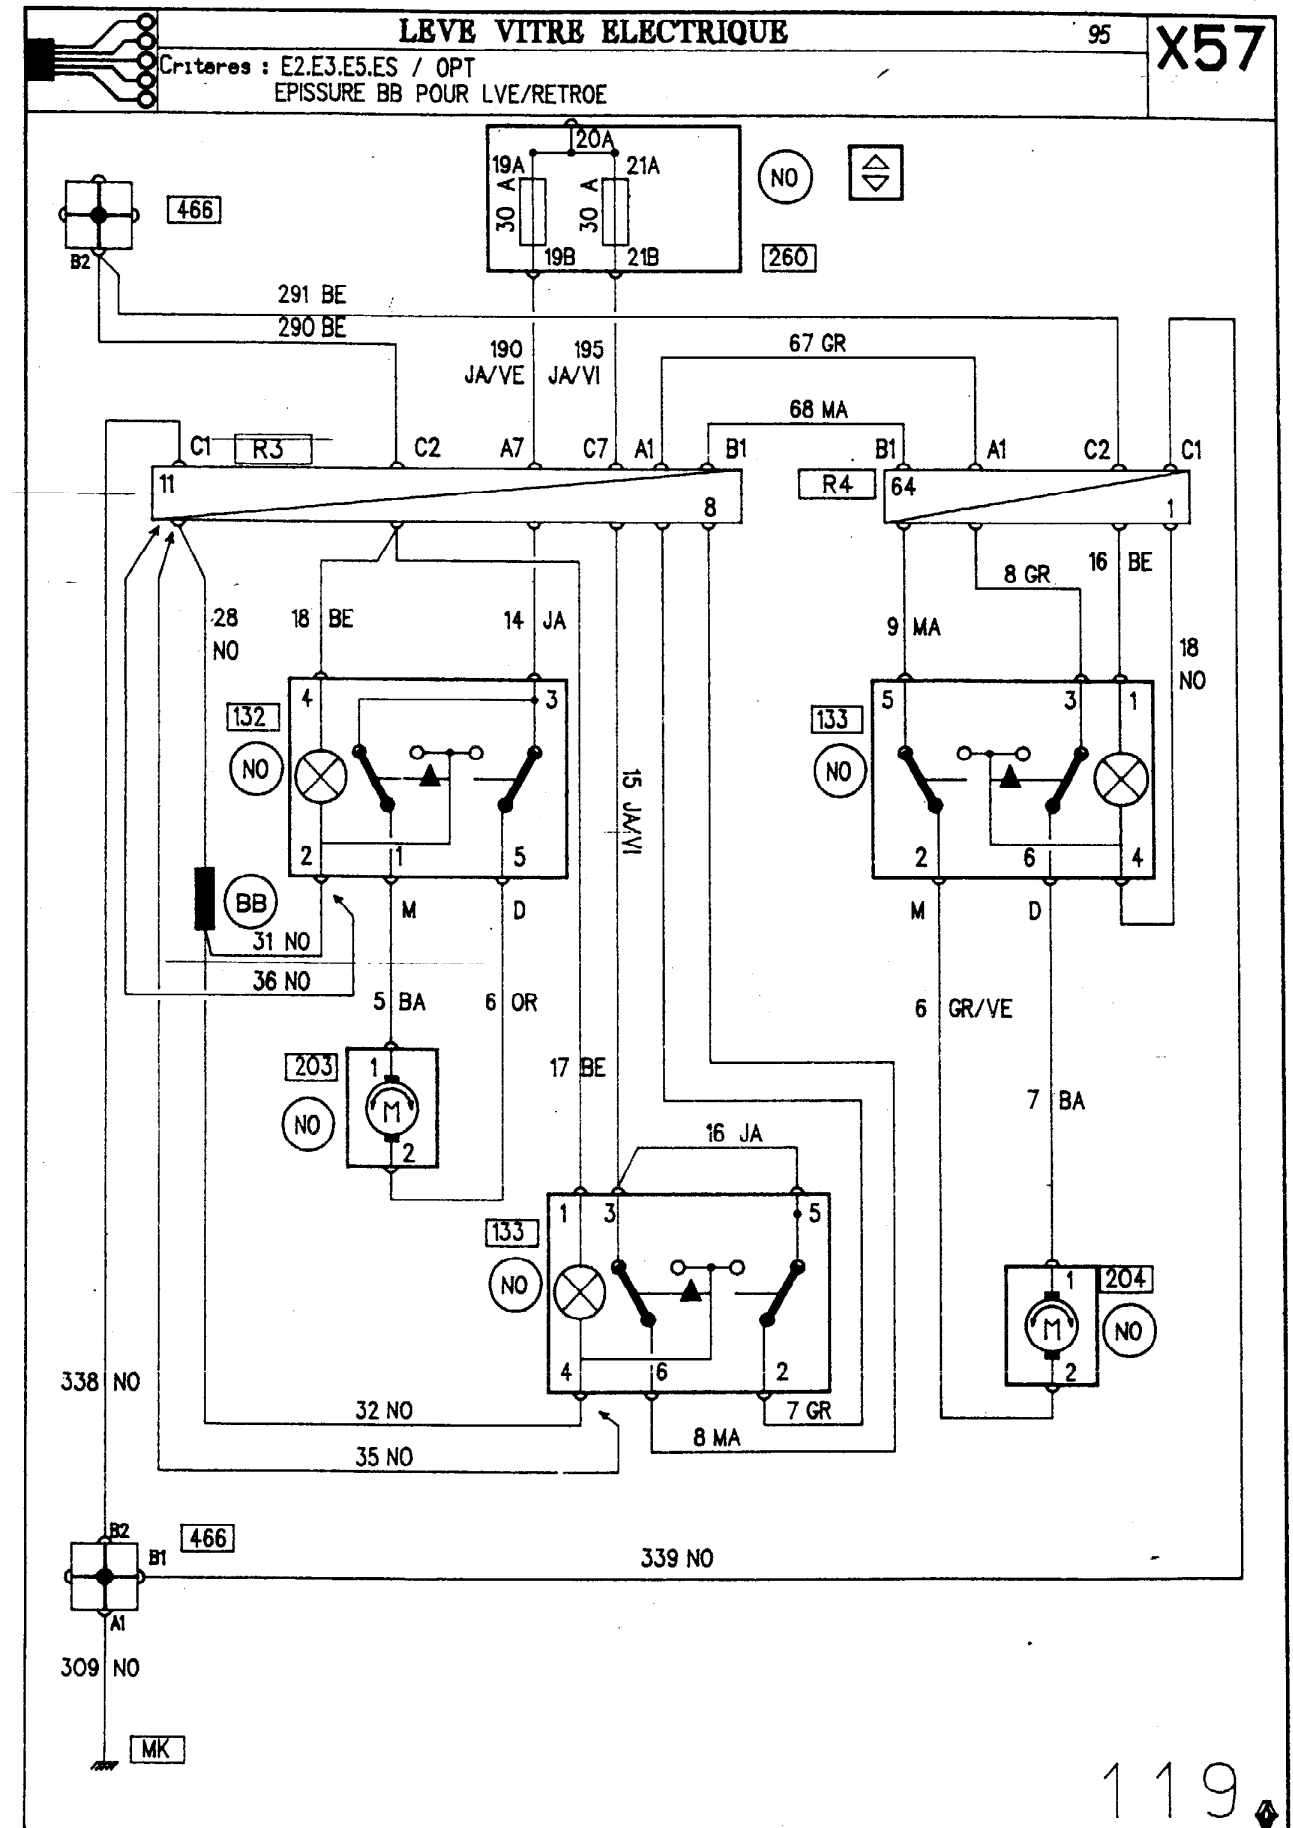 LEVE VITRE ELECTRIQUE
95
X57
Criteres : E2.E3.E5.ES / OPT
EPISSURE BB POUR LVE/RETROE
20A
19A
21A
30 A
30 A
19B
21B
NO
260
466
B2
291 BE
290 BE
190
JA/VE
195
JA/VI
67 GR
68 MA
C1
R3
C2
A7
C7
A1
B1
B1
A1
C2
C1
11
8
R4
64
1
28
NO
18 BE
14 JA
9 MA
8 GR
16 BE
18
NO
132
NO
4
3
2
1
5
15 JA/VI
133
NO
5
3
1
2
6
4
BB
M
D
M
D
31 NO
36 NO
5 BA
6 OR
6 GR/VE
203
NO
1
M
2
17 BE
7 BA
16 JA
133
NO
1
3
5
4
6
2
204
NO
1
M
2
338 NO
32 NO
7 GR
8 MA
35 NO
B2
466
B1
339 NO
A1
309 NO
MK
119